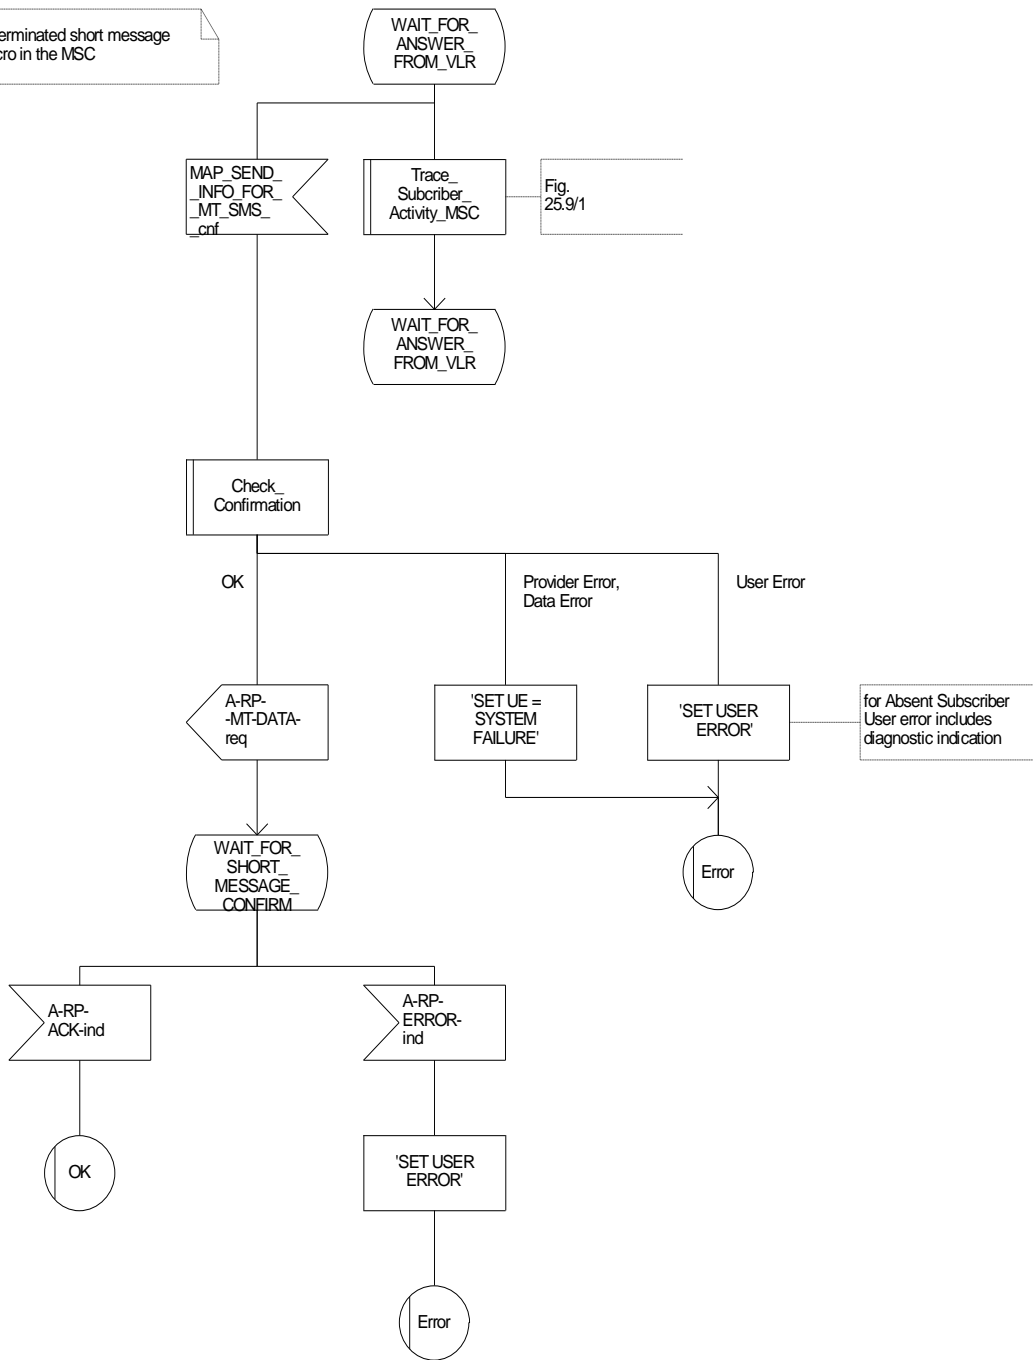 erminated short message
cro in the MSC
WAIT_FOR_
ANSWER_
FROM_VLR
MAP_SEND_
_INFO_FOR_
_MT_SMS_
_cnf
Trace_
Subcriber_
Activity_MSC
Fig.
25.9/1
WAIT_FOR_
ANSWER_
FROM_VLR
Check_
Confirmation
OK
Provider Error,
Data Error
User Error
A-RP-
-MT-DATA-
req
'SET UE =
SYSTEM
FAILURE'
'SET USER
ERROR'
for Absent Subscriber
User error includes
diagnostic indication
WAIT_FOR_
SHORT_
MESSAGE_
CONFIRM
Error
A-RP-
ACK-ind
A-RP-
ERROR-
ind
OK
'SET USER
ERROR'
Error